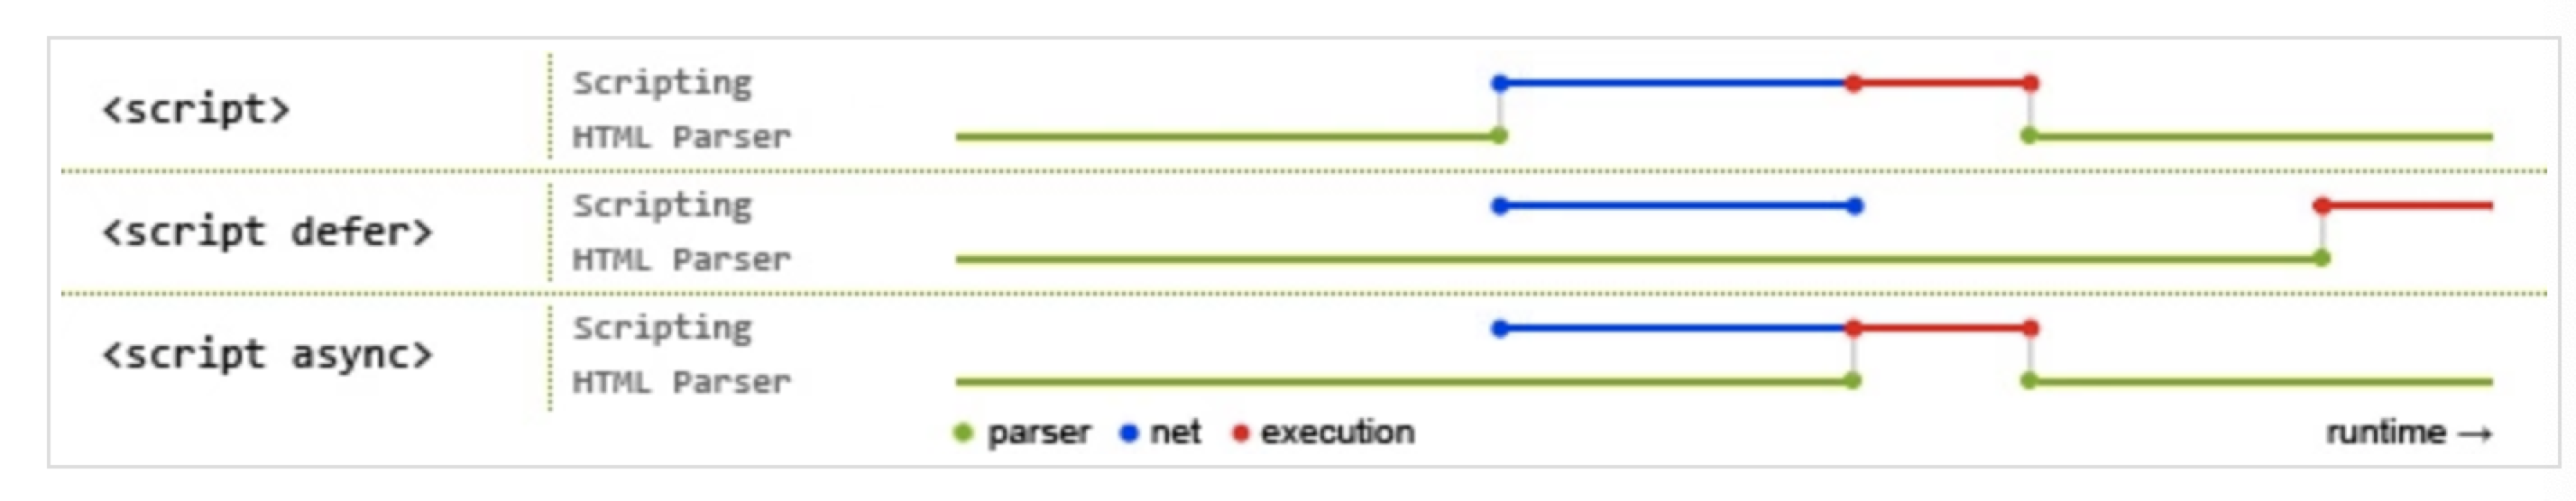 <script>
Scripting
HTML Parser
<script defer>
Scripting
HTML Parser
<script async>
Scripting
HTML Parser
parser net execution
runtime →